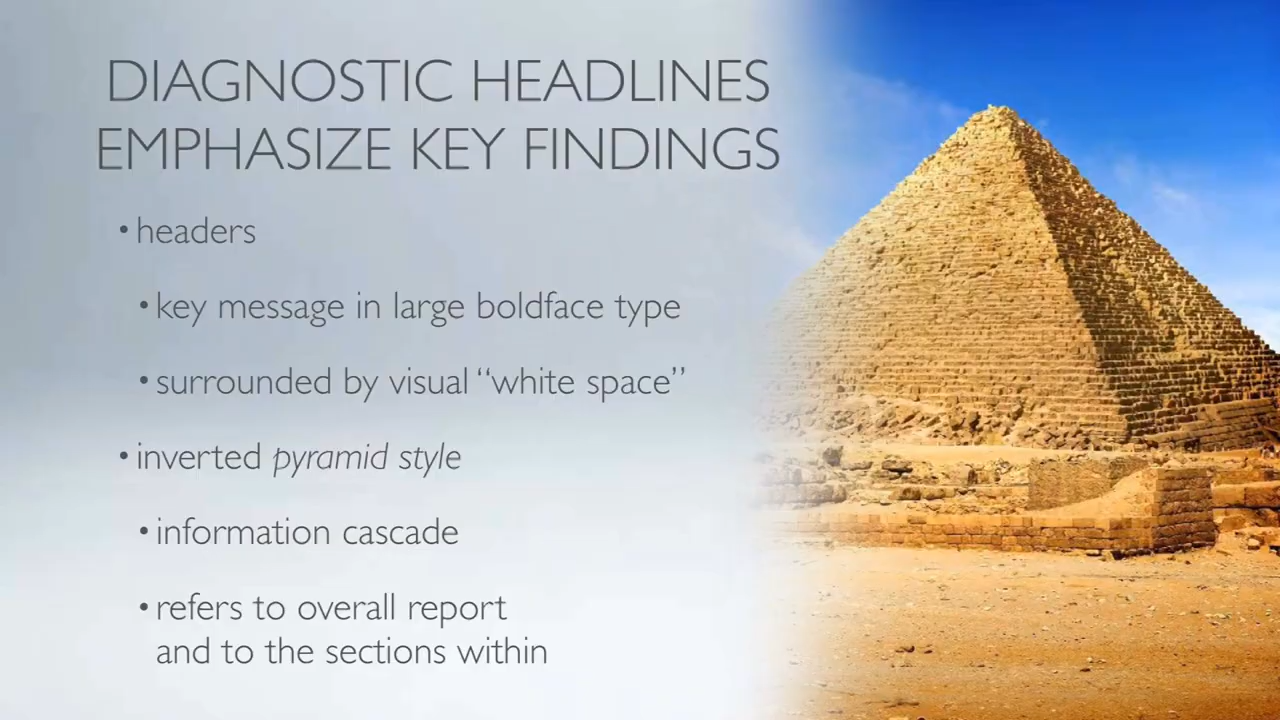 DIAGNOSTIC HEADLINES
EMPHASIZE KEY FINDINGS
• headers
• key message in large boldface type
• surrounded by visual “white space”
• inverted pyramid style
• information cascade
• refers to overall report
and to the sections within